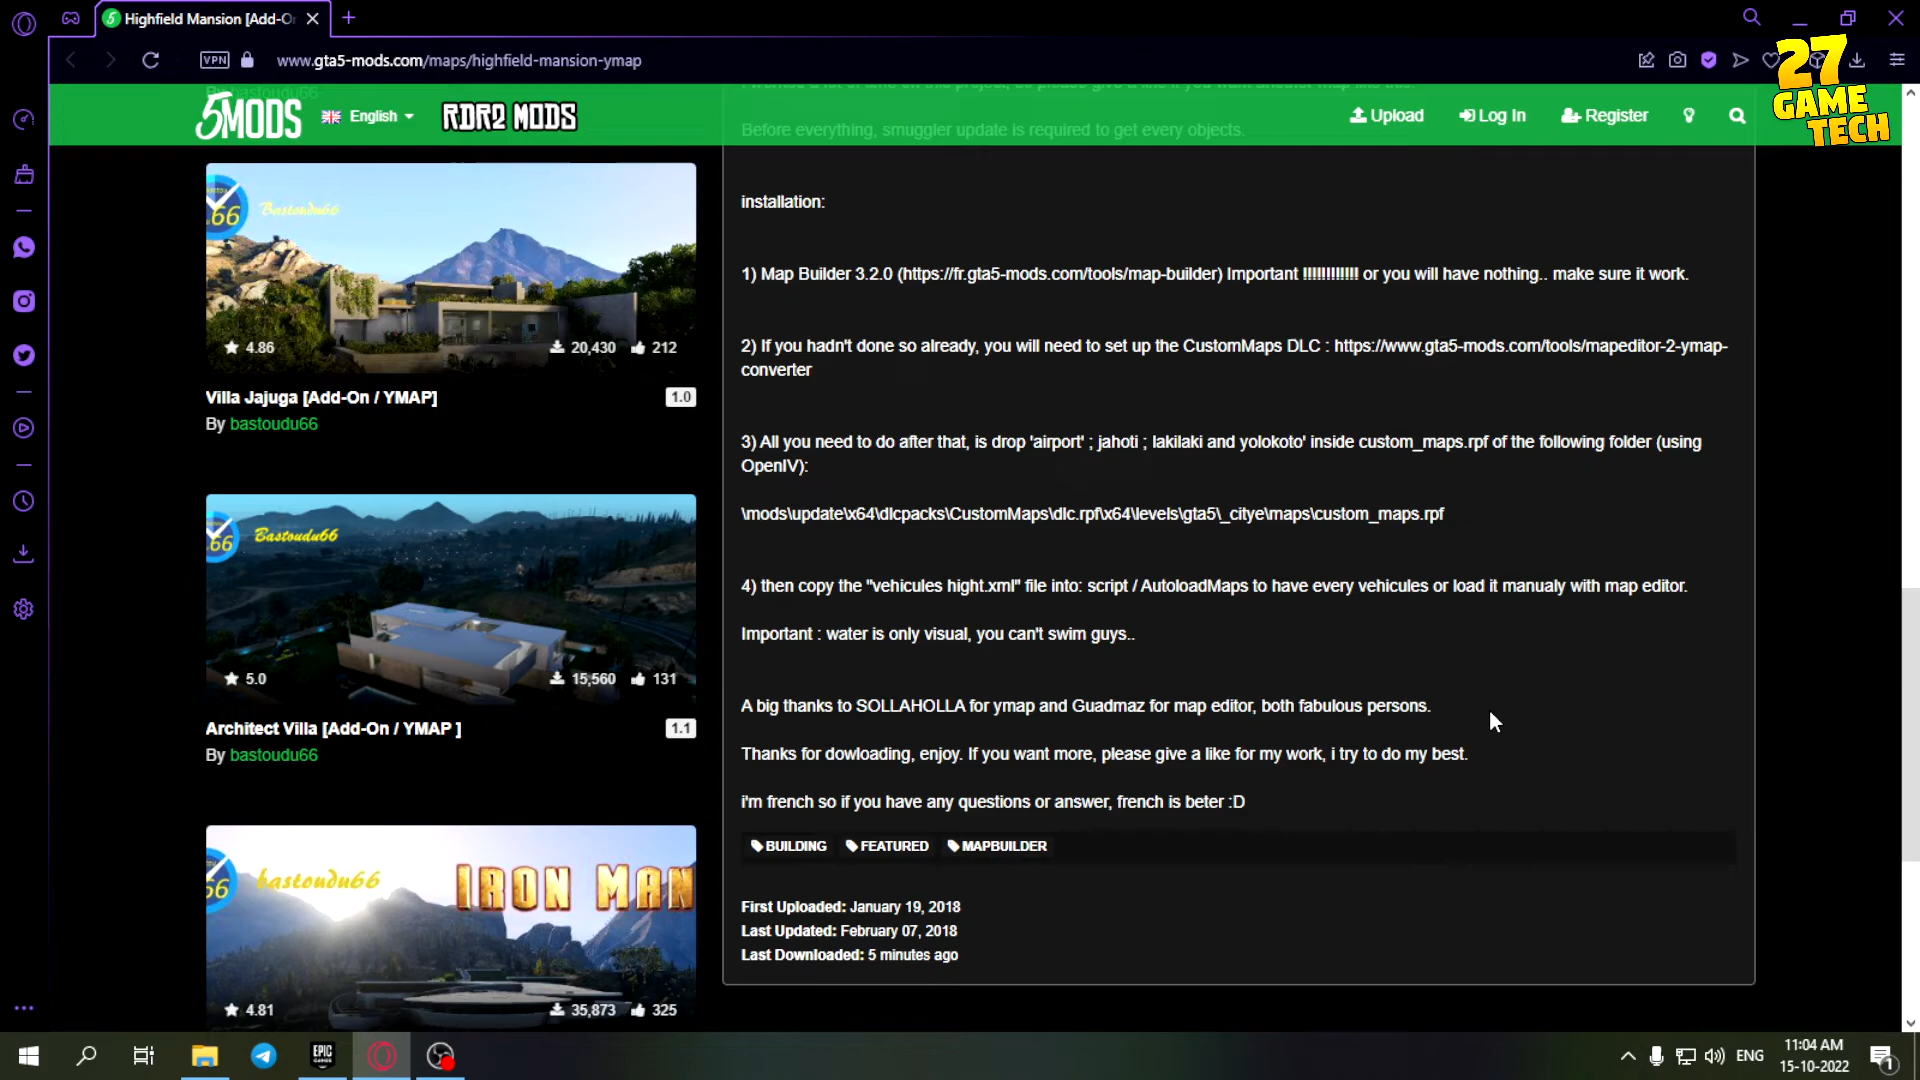 Highfield Mansion [Add-On
VPN
www.gta5-mods.com/maps/highfield-mansion-ymap
27
GAME
TECH
5MODS
English
RDR2 MODS
Upload
Log In
Register
By bastoudu66
Before everything, smuggler update is required to get every objects.
66
Bastoudu66
4.86
20,430
212
Villa Jajuga [Add-On / YMAP]
1.0
By bastoudu66
.66
Bastoudu66
5.0
15,560
131
Architect Villa [Add-On / YMAP ]
1.1
By bastoudu66
66
bastoudu66
IRON MAN
4.81
35,873
325
installation:
1) Map Builder 3.2.0 (https://fr.gta5-mods.com/tools/map-builder) Important !!!!!!!!!!!! or you will have nothing.. make sure it work.
2) If you hadn't done so already, you will need to set up the CustomMaps DLC : https://www.gta5-mods.com/tools/mapeditor-2-ymap-
converter
3) All you need to do after that, is drop 'airport' ; jahoti ; lakilaki and yolokoto' inside custom_maps.rpf of the following folder (using
OpenIV):
\mods\update\x64\dlcpacks\CustomMaps\dlc.rpf\x64\levels\gta5\_citye\maps\custom_maps.rpf
4) then copy the "vehicules hight.xml" file into: script / AutoloadMaps to have every vehicules or load it manualy with map editor.
Important : water is only visual, you can't swim guys..
A big thanks to SOLLAHOLLA for ymap and Guadmaz for map editor, both fabulous persons.
Thanks for dowloading, enjoy. If you want more, please give a like for my work, i try to do my best.
i'm french so if you have any questions or answer, french is beter :D
BUILDING
FEATURED
MAPBUILDER
First Uploaded: January 19, 2018
Last Updated: February 07, 2018
Last Downloaded: 5 minutes ago
EPIC
GAMES
ENG
11:04 AM
15-10-2022
1